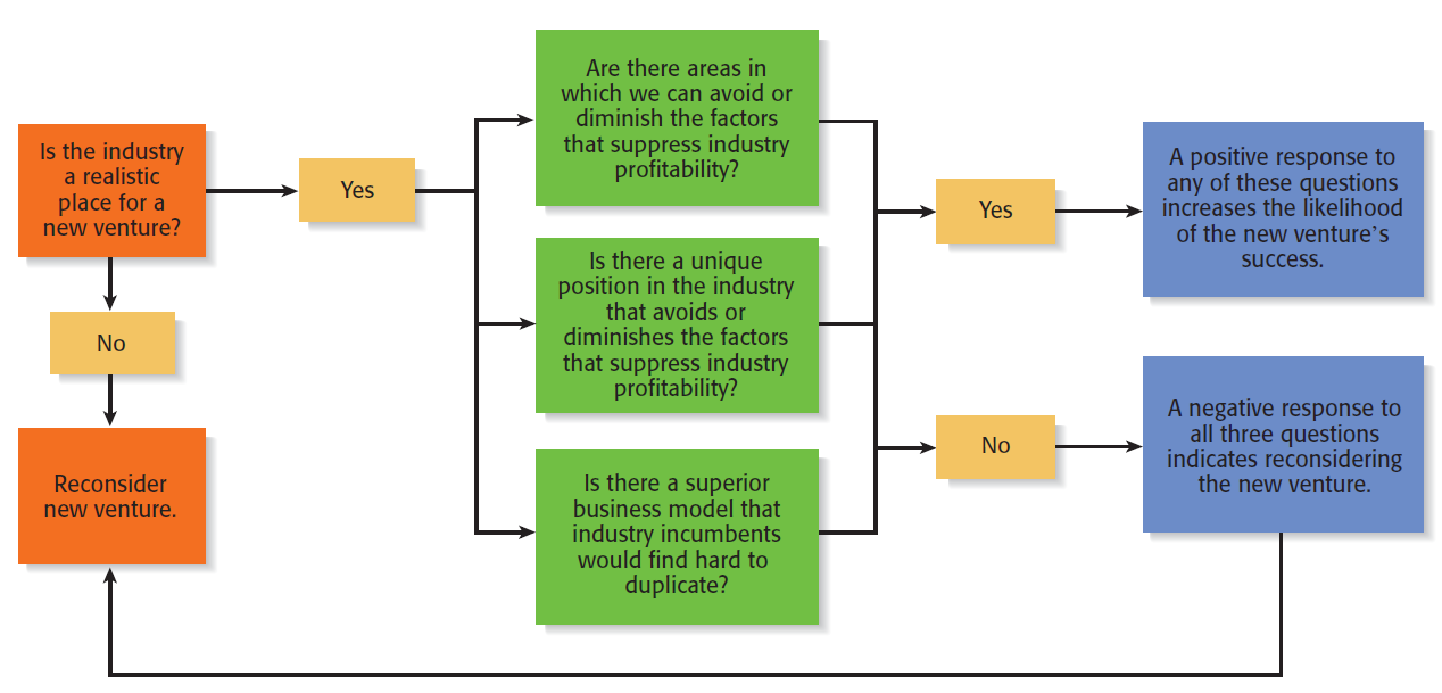 Is the industry
a realistic
place for a
new venture?
No
Reconsider
new venture.
Yes
Are there areas in
which we can avoid or
diminish the factors
that suppress industry
profitability?
Is there a unique
position in the industry
that avoids or
diminishes the factors
that suppress industry
profitability?
Is there a superior
business model that
industry incumbents
would find hard to
duplicate?
Yes
A positive response to
any of these questions
increases the likelihood
of the new venture's
success.
No
A negative response to
all three questions
indicates reconsidering
the new venture.